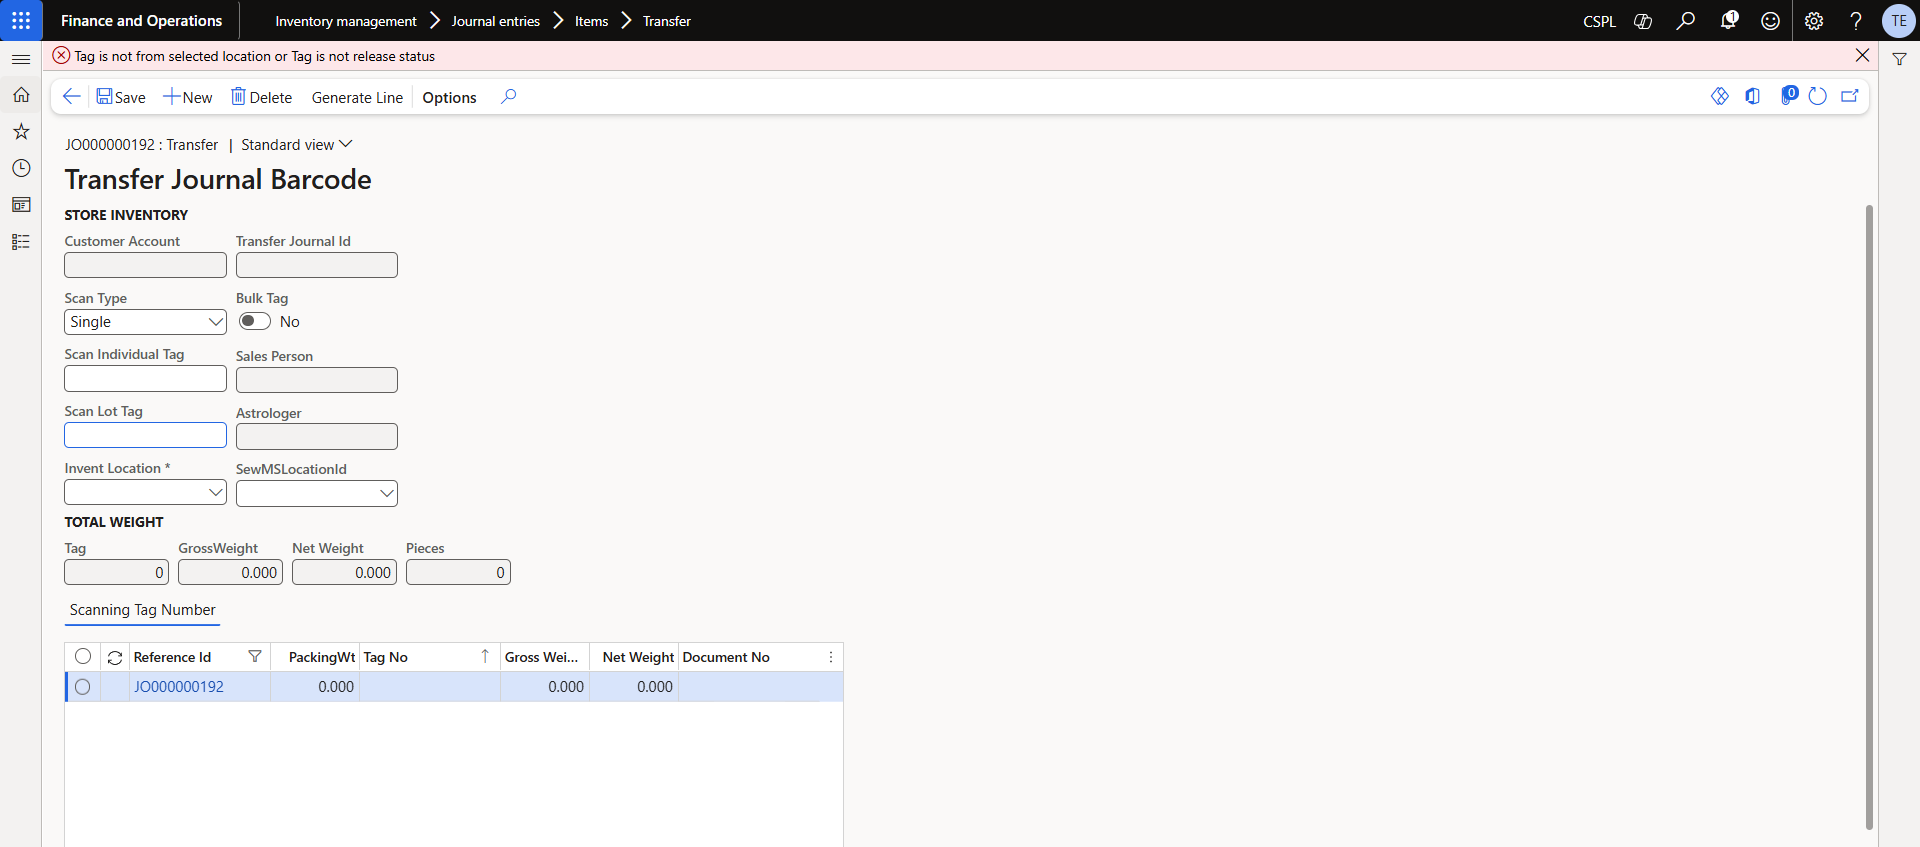 Finance and Operations
Inventory management
Journal entries
Items
Transfer
CSPL
1
?
TE
Tag is not from selected location or Tag is not release status
Save
New
Delete
Generate Line
Options
0
JO000000192 : Transfer | Standard view
Transfer Journal Barcode
STORE INVENTORY
Customer Account
Transfer Journal Id
Scan Type
Bulk Tag
Single
No
Scan Individual Tag
Sales Person
Scan Lot Tag
Astrologer
Invent Location *
SewMSLocationId
TOTAL WEIGHT
Tag
GrossWeight
Net Weight
Pieces
0
0.000
0.000
0
Scanning Tag Number
Reference Id
PackingWt
Tag No
Gross Wei...
Net Weight
Document No
JO000000192
0.000
0.000
0.000